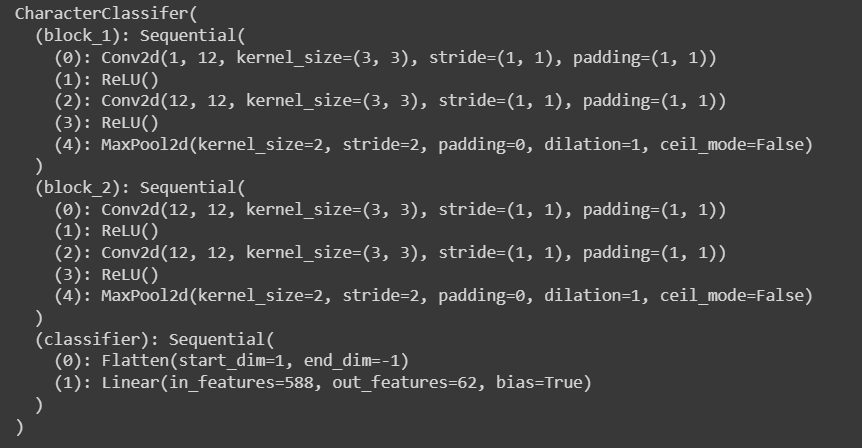 CharacterClassifer(
  (block_1): Sequential(
    (0): Conv2d(1, 12, kernel_size=(3, 3), stride=(1, 1), padding=(1, 1))
    (1): ReLU()
    (2): Conv2d(12, 12, kernel_size=(3, 3), stride=(1, 1), padding=(1, 1))
    (3): ReLU()
    (4): MaxPool2d(kernel_size=2, stride=2, padding=0, dilation=1, ceil_mode=False)
  )
  (block_2): Sequential(
    (0): Conv2d(12, 12, kernel_size=(3, 3), stride=(1, 1), padding=(1, 1))
    (1): ReLU()
    (2): Conv2d(12, 12, kernel_size=(3, 3), stride=(1, 1), padding=(1, 1))
    (3): ReLU()
    (4): MaxPool2d(kernel_size=2, stride=2, padding=0, dilation=1, ceil_mode=False)
  )
  (classifier): Sequential(
    (0): Flatten(start_dim=1, end_dim=-1)
    (1): Linear(in_features=588, out_features=62, bias=True)
  )
)